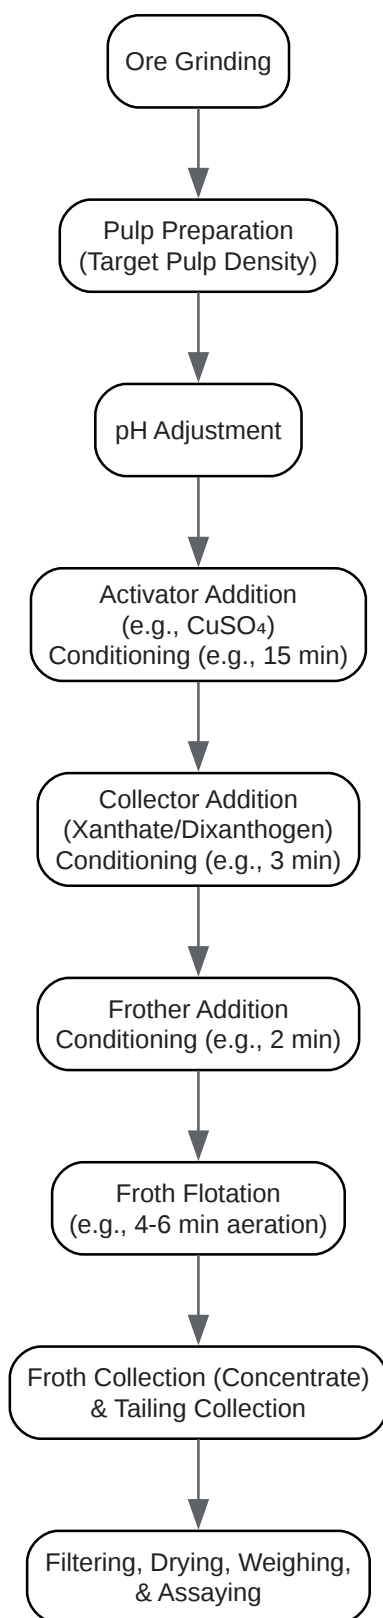 Ore Grinding
Pulp Preparation
(Target Pulp Density)
pH Adjustment
Activator Addition
(e.g., CuSO₄)
Conditioning (e.g., 15 min)
Collector Addition
(Xanthate/Dixanthogen)
Conditioning (e.g., 3 min)
Frother Addition
Conditioning (e.g., 2 min)
Froth Flotation
(e.g., 4-6 min aeration)
Froth Collection (Concentrate)
& Tailing Collection
Filtering, Drying, Weighing,
& Assaying